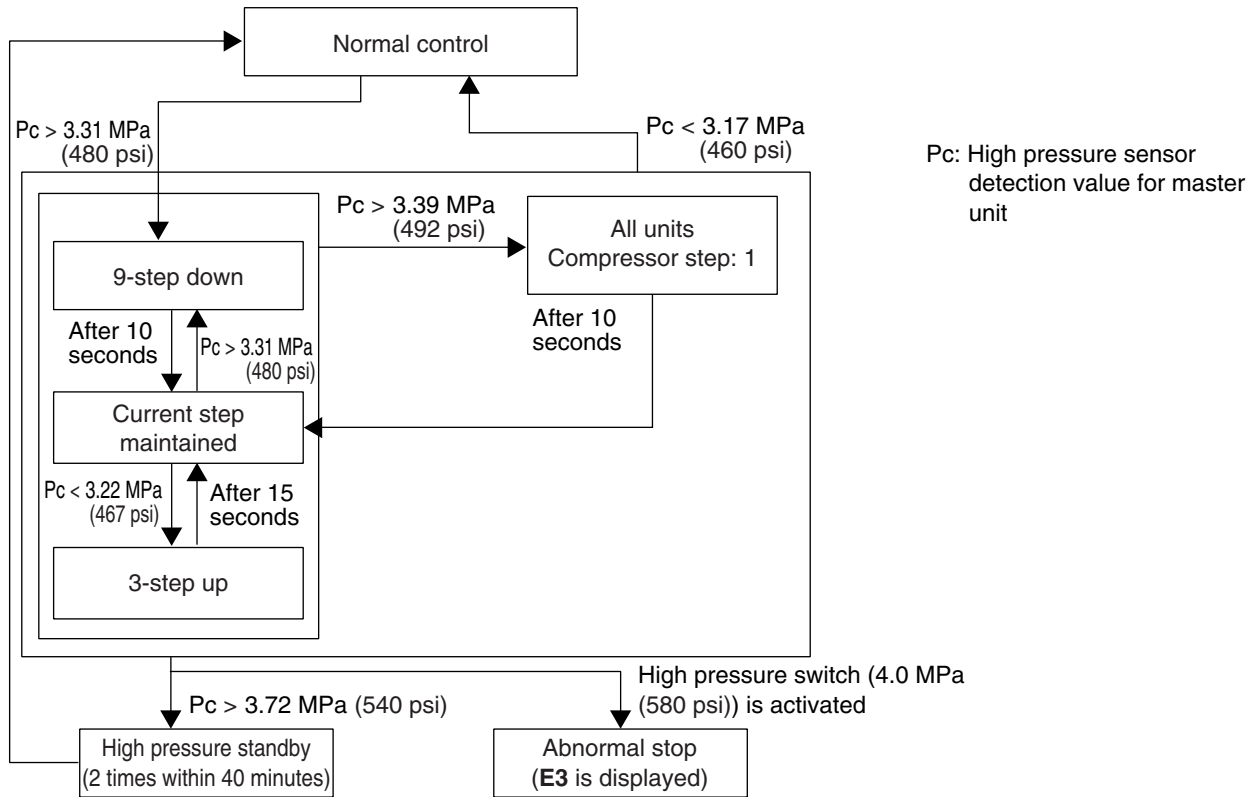 Normal control
Pc > 3.31 MPa
(480 psi)
Pc < 3.17 MPa
(460 psi)
Pc: High pressure sensor
detection value for master
unit
Pc > 3.39 MPa
(492 psi)
All units
Compressor step: 1
9-step down
After 10
seconds
Pc > 3.31 MPa
(480 psi)
After 10
seconds
Current step
maintained
Pc < 3.22 MPa
(467 psi)
After 15
seconds
3-step up
Pc > 3.72 MPa (540 psi)
High pressure switch (4.0 MPa
(580 psi)) is activated
High pressure standby
(2 times within 40 minutes)
Abnormal stop
(E3 is displayed)